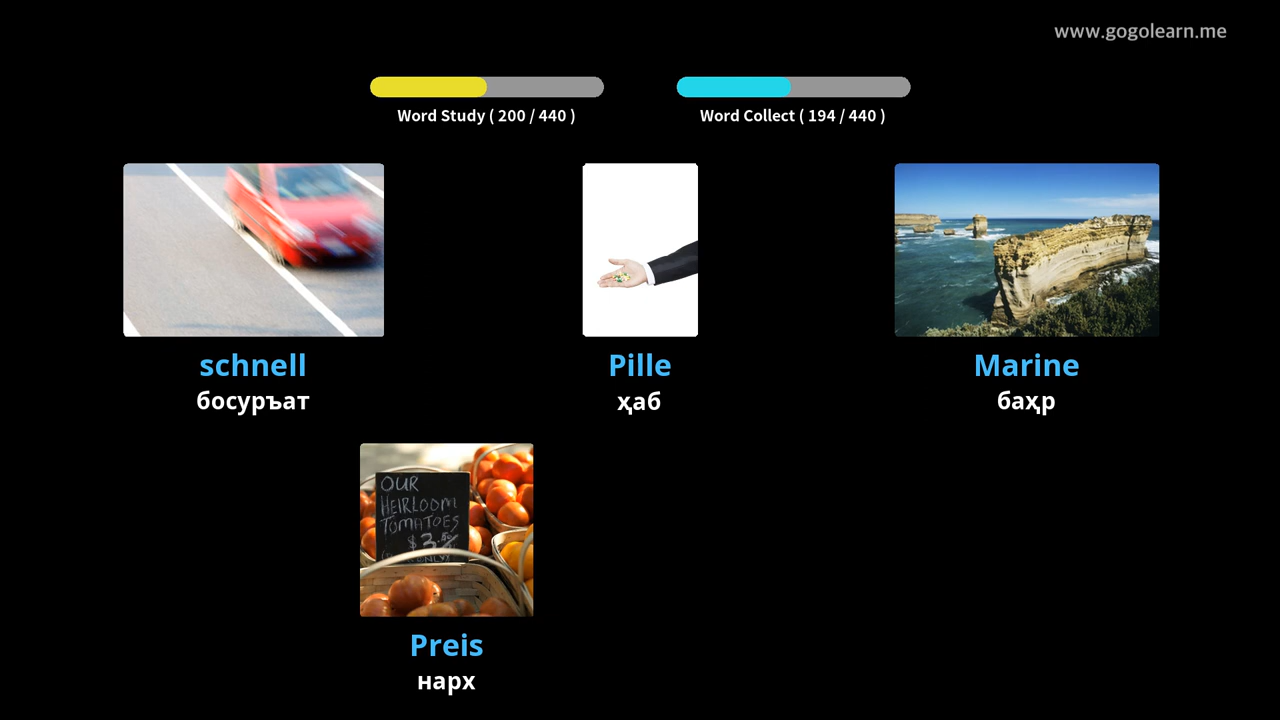 www.gogolearn.me
Word Study ( 200 / 440 )
Word Collect ( 194 / 440 )
schnell
босуръат
Pille
ҳаб
Marine
баҳр
OUR
HEIRLOOM
TOMATOES
Preis
нарх